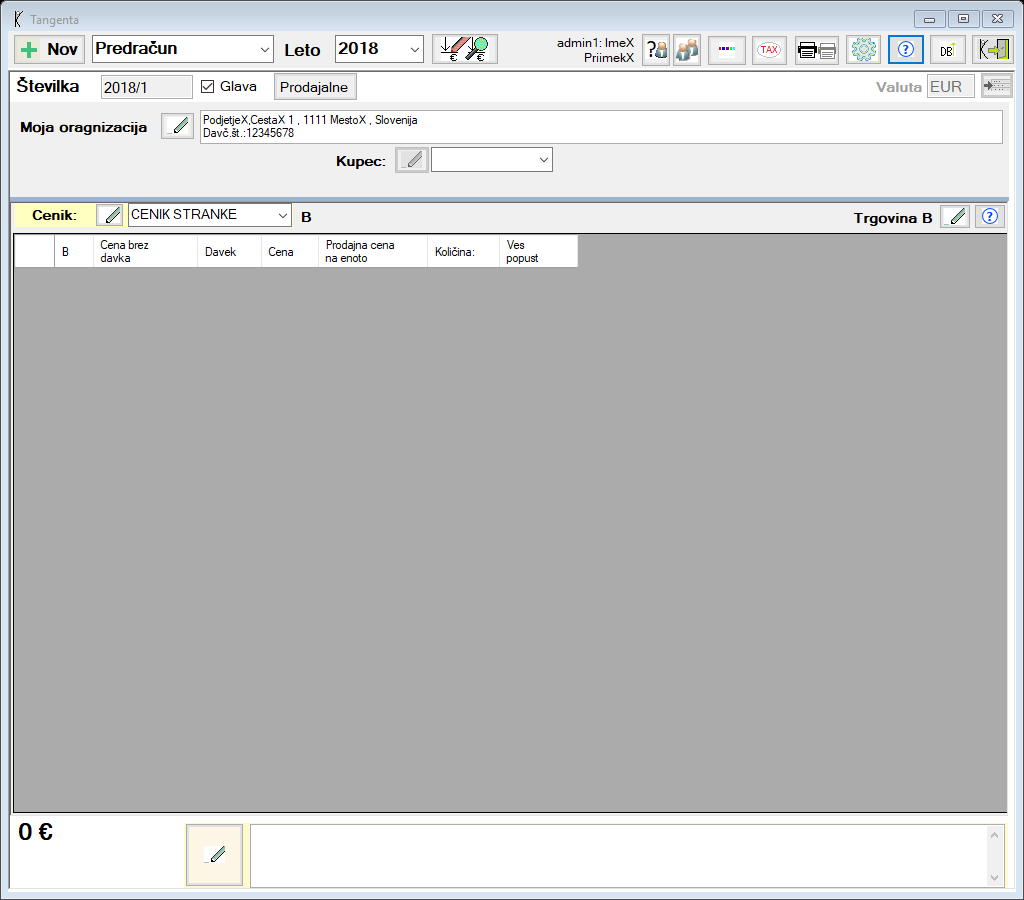 Tangenta
Nov Predračun Leto 2018 admin1: ImeX
PriimekX
? TAX ? DB
Številka 2018/1 Glava Prodajalne Valuta EUR
Moja oragnizacija PodjetjeX,CestaX 1 , 1111 MestoX , Slovenija
Davč.št.:12345678
Kupec:
Cenik: CENIK STRANKE B Trgovina B ?
B Cena brez davka Davek Cena Prodajna cena na enoto Količina: Ves popust
0 €